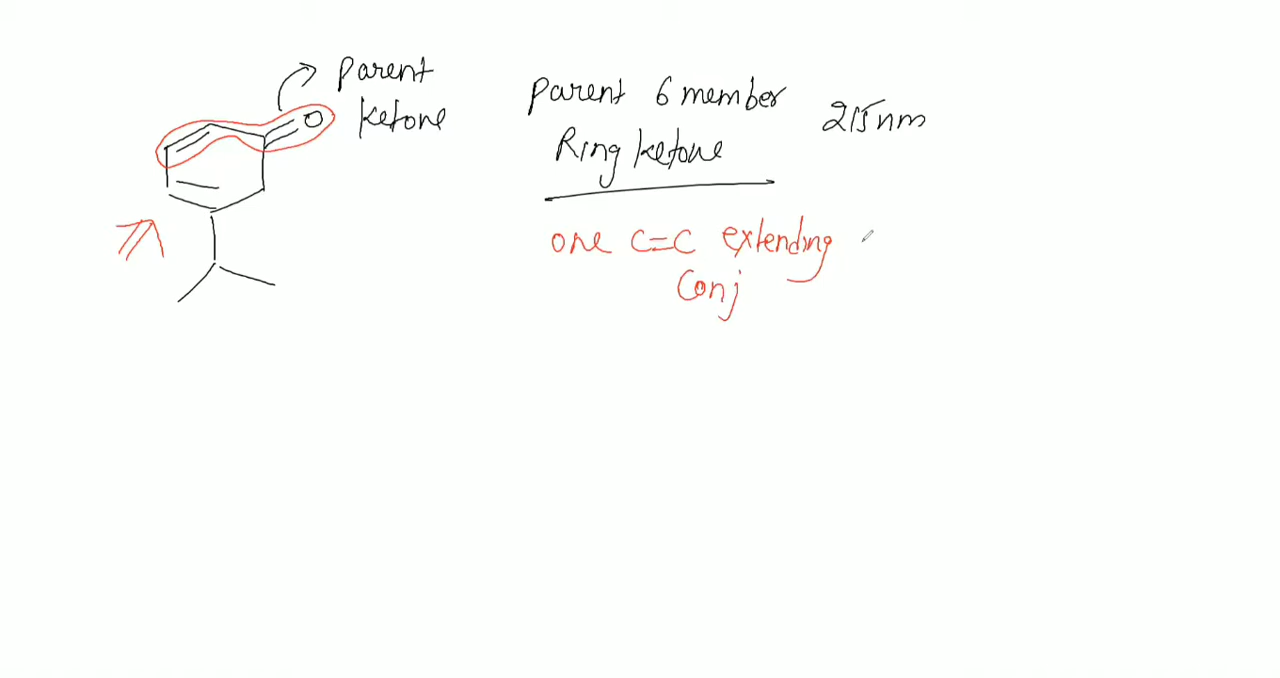 Parent
ketone
O
Parent 6 member
Ring ketone
215nm
one C=C extending
Conj